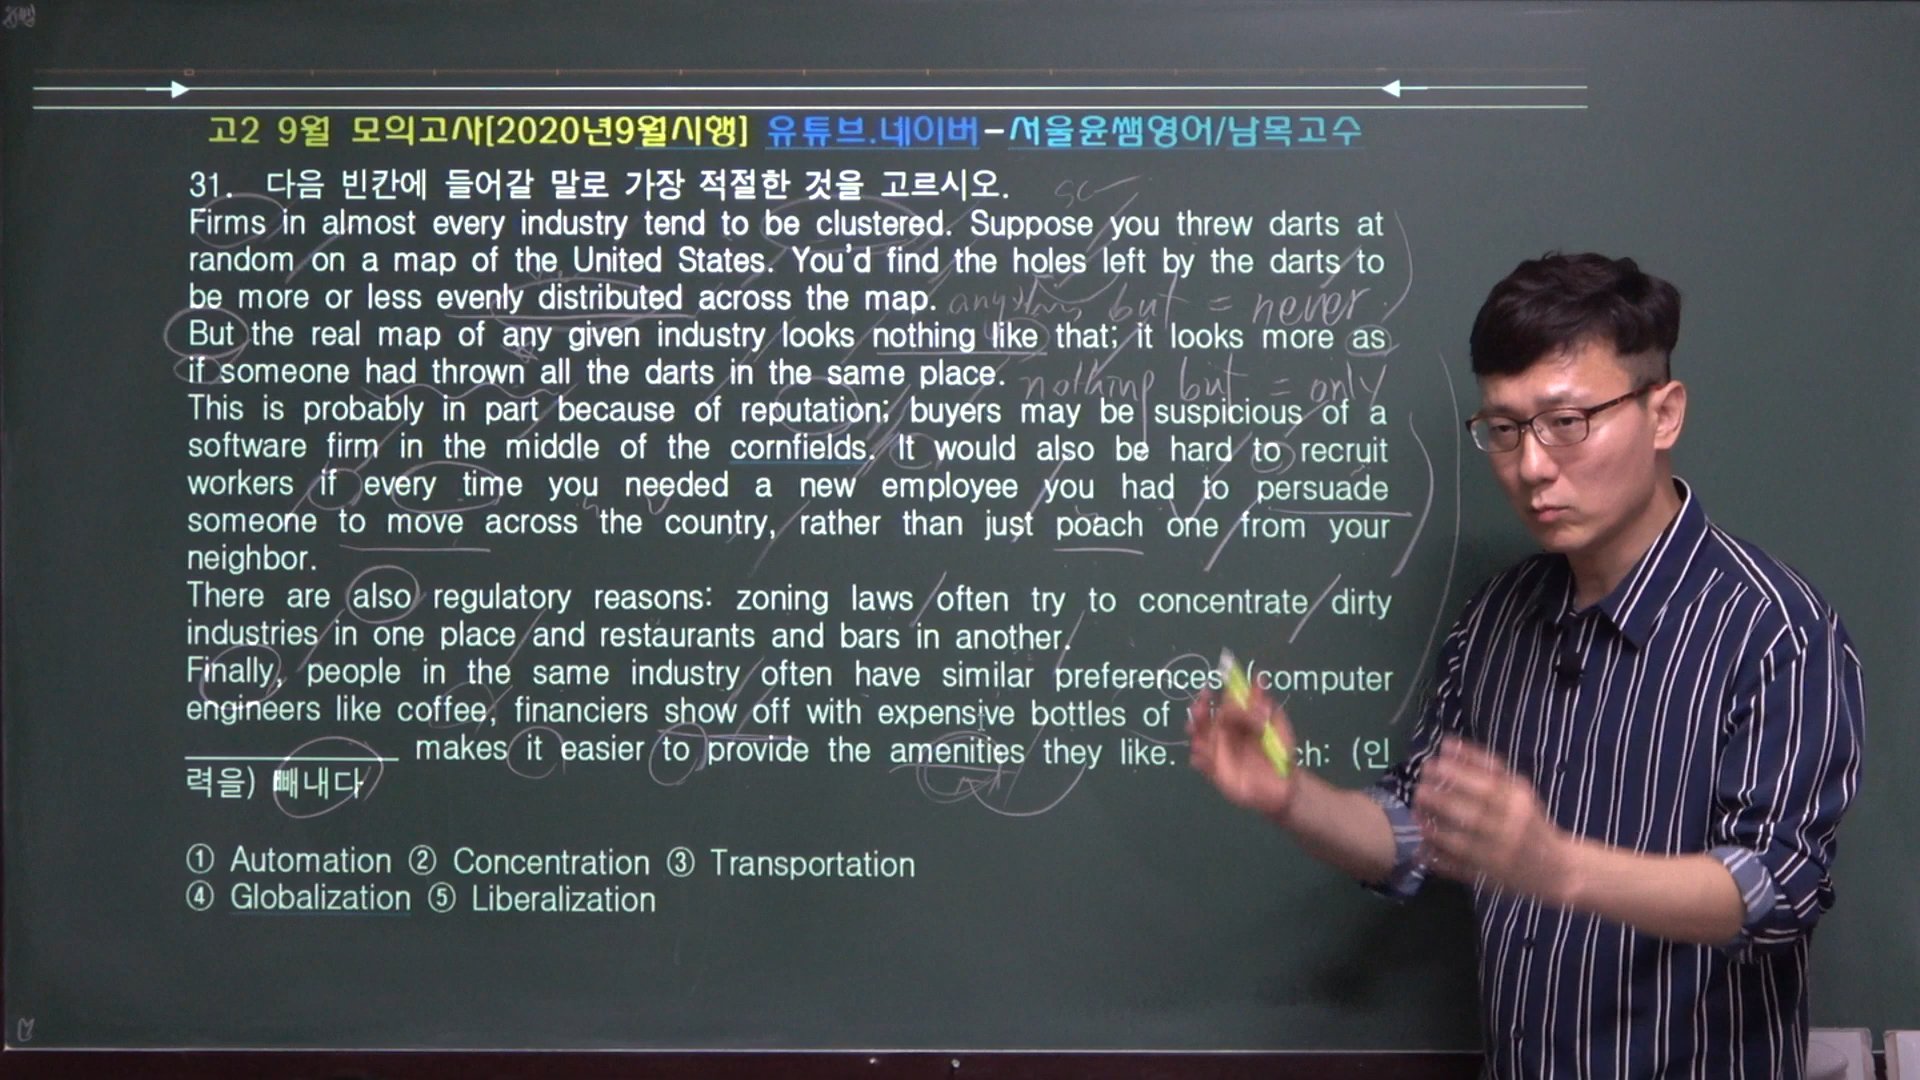 고2 9월 모의고사[2020년9월시행] 유튜브.네이버-서울윤쌤영어/남목고수
31. 다음 빈칸에 들어갈 말로 가장 적절한 것을 고르시오.
Firms in almost every industry tend to be clustered. Suppose you threw darts at
random on a map of the United States. You'd find the holes left by the darts to
be more or less evenly distributed across the map. anything but = never
But the real map of any given industry looks nothing like that; it looks more as
if someone had thrown all the darts in the same place. nothing but = only
This is probably in part because of reputation; buyers may be suspicious of a
software firm in the middle of the cornfields. It would also be hard to recruit
workers if every time you needed a new employee you had to persuade
someone to move across the country, rather than just poach one from your
neighbor.
There are also regulatory reasons: zoning laws often try to concentrate dirty
industries in one place and restaurants and bars in another.
Finally, people in the same industry often have similar preferences (computer
engineers like coffee, financiers show off with expensive bottles of
makes it easier to provide the amenities they like. ch: (인
력을) 빼내다
① Automation ② Concentration ③ Transportation
④ Globalization ⑤ Liberalization